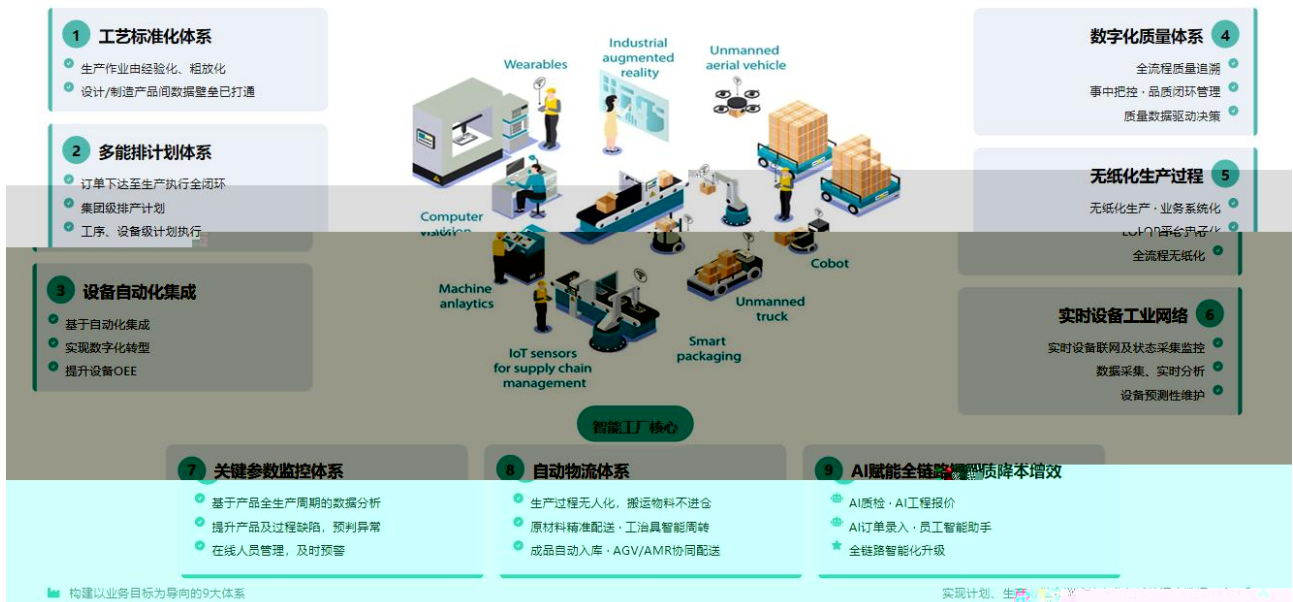 1 工艺标准化体系
生产作业由经验化、粗放化
设计/制造产品间数据壁垒已打通
2 多能排计划体系
订单下达至生产执行全闭环
集团级排产计划
工序、设备级计划执行
3 设备自动化集成
基于自动化集成
实现数字化转型
提升设备OEE
Wearables
Industrial
augmented
reality
Unmanned
aerial vehicle
Computer
Machine
anlaytics
IoT sensors
for supply chain
management
Smart
packaging
Unmanned
truck
Cobot
数字化质量体系 4
全流程质量追溯
事中把控·品质闭环管理
质量数据驱动决策
无纸化生产过程 5
无纸化生产·业务系统化
全流程无纸化
实时设备工业网络 6
实时设备联网及状态采集监控
数据采集、实时分析
设备预测性维护
智能工厂核心
7 关键参数监控体系
基于产品全生产周期的数据分析
提升产品及过程缺陷，预判异常
在线人员管理，及时预警
8 自动物流体系
生产过程无人化，搬运物料不进仓
原材料精准配送·工治具智能周转
成品自动入库·AGV/AMR协同配送
9 AI赋能全链路 质降本增效
AI质检·AI工程报价
AI订单录入·员工智能助手
全链路智能化升级
构建以业务目标为导向的9大体系
实现计划、生产